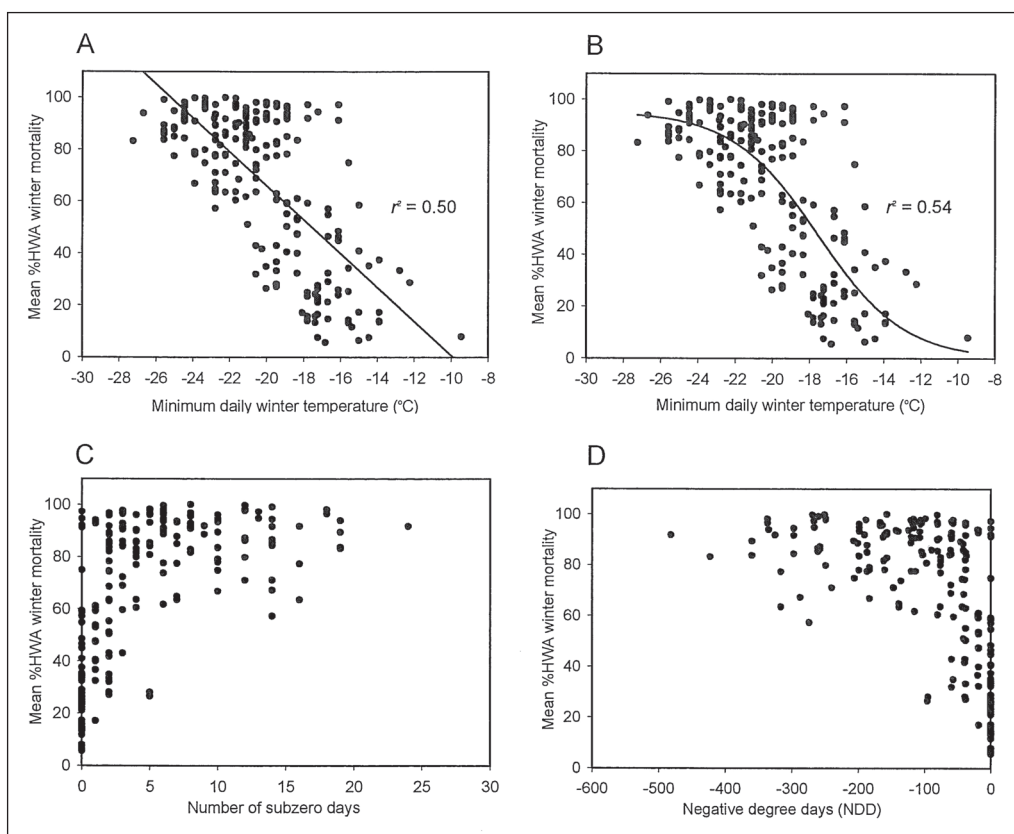 A
Mean %HWA winter mortality
100
80
60
40
20
0
r² = 0.50
-28 -26 -24 -22 -20 -18 -16 -14 -12 -10 -8
Minimum daily winter temperature (°C)
B
Mean %HWA winter mortality
100
80
60
40
20
0
r² = 0.54
-28 -26 -24 -22 -20 -18 -16 -14 -12 -10 -8
Minimum daily winter temperature (°C)
C
Mean %HWA winter mortality
100
80
60
40
20
0
0 5 10 15 20 25 30
Number of subzero days
D
Mean %HWA winter mortality
100
80
60
40
20
0
-600 -500 -400 -300 -200 -100 0
Negative degree days (NDD)